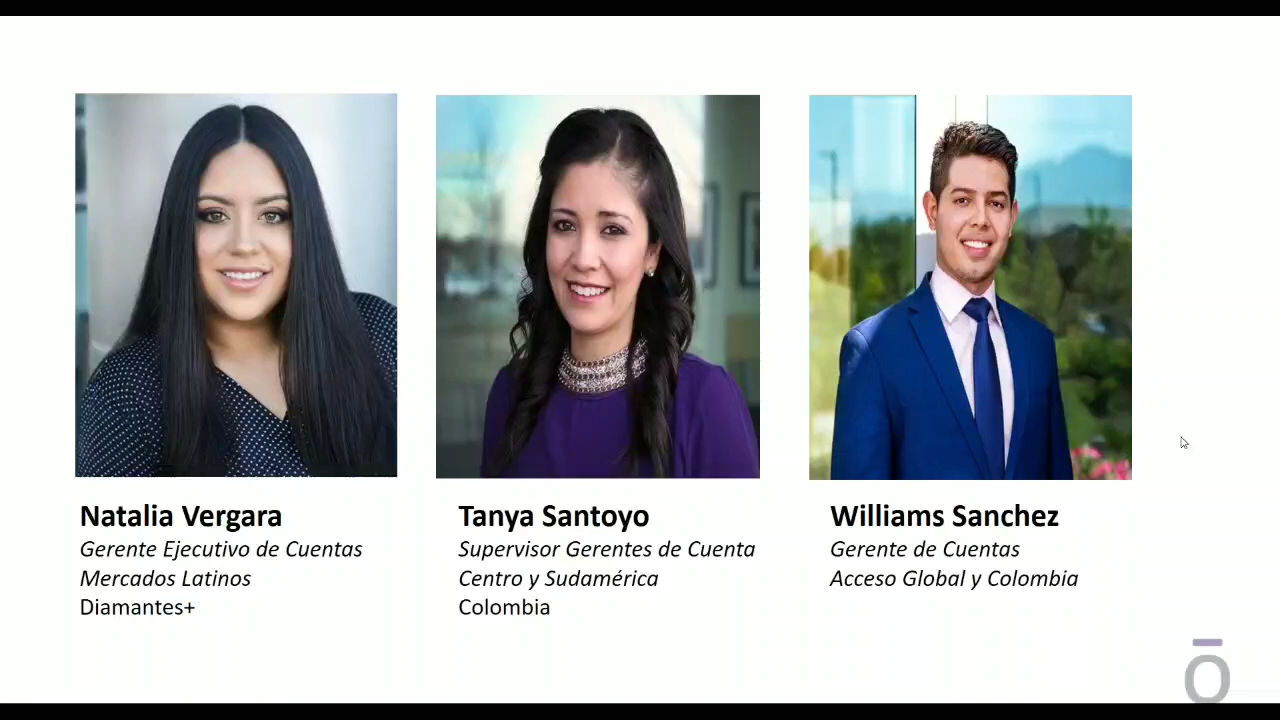 Natalia Vergara
Gerente Ejecutivo de Cuentas
Mercados Latinos
Diamantes+
Tanya Santoyo
Supervisor Gerentes de Cuenta
Centro y Sudamérica
Colombia
Williams Sanchez
Gerente de Cuentas
Acceso Global y Colombia
ō